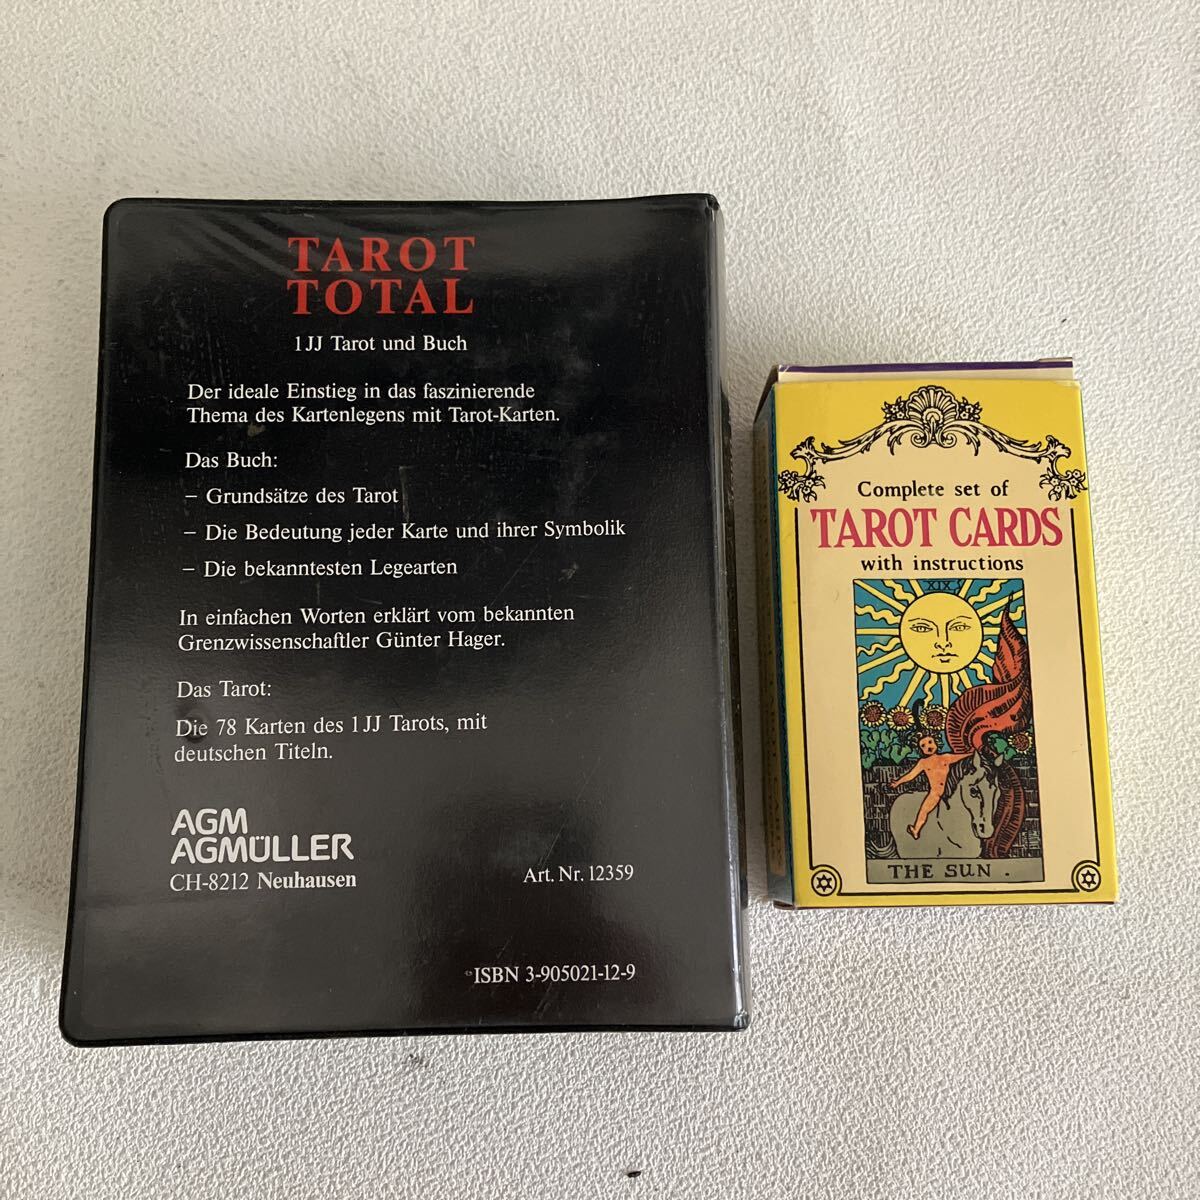 TAROT
TOTAL
1JJ Tarot und Buch
Der ideale Einstieg in das faszinierende
Thema des Kartenlegens mit Tarot-Karten.
Das Buch:
– Grundsätze des Tarot
– Die Bedeutung jeder Karte und ihrer Symbolik
– Die bekanntesten Legearten
In einfachen Worten erklärt vom bekannten
Grenzwissenschaftler Günter Hager.
Das Tarot:
Die 78 Karten des 1JJ Tarots, mit
deutschen Titeln.
AGM
AGMÜLLER
CH-8212 Neuhausen
Art. Nr. 12359
ISBN 3-905021-12-9
Complete set of
TAROT CARDS
with instructions
XIX
THE SUN .